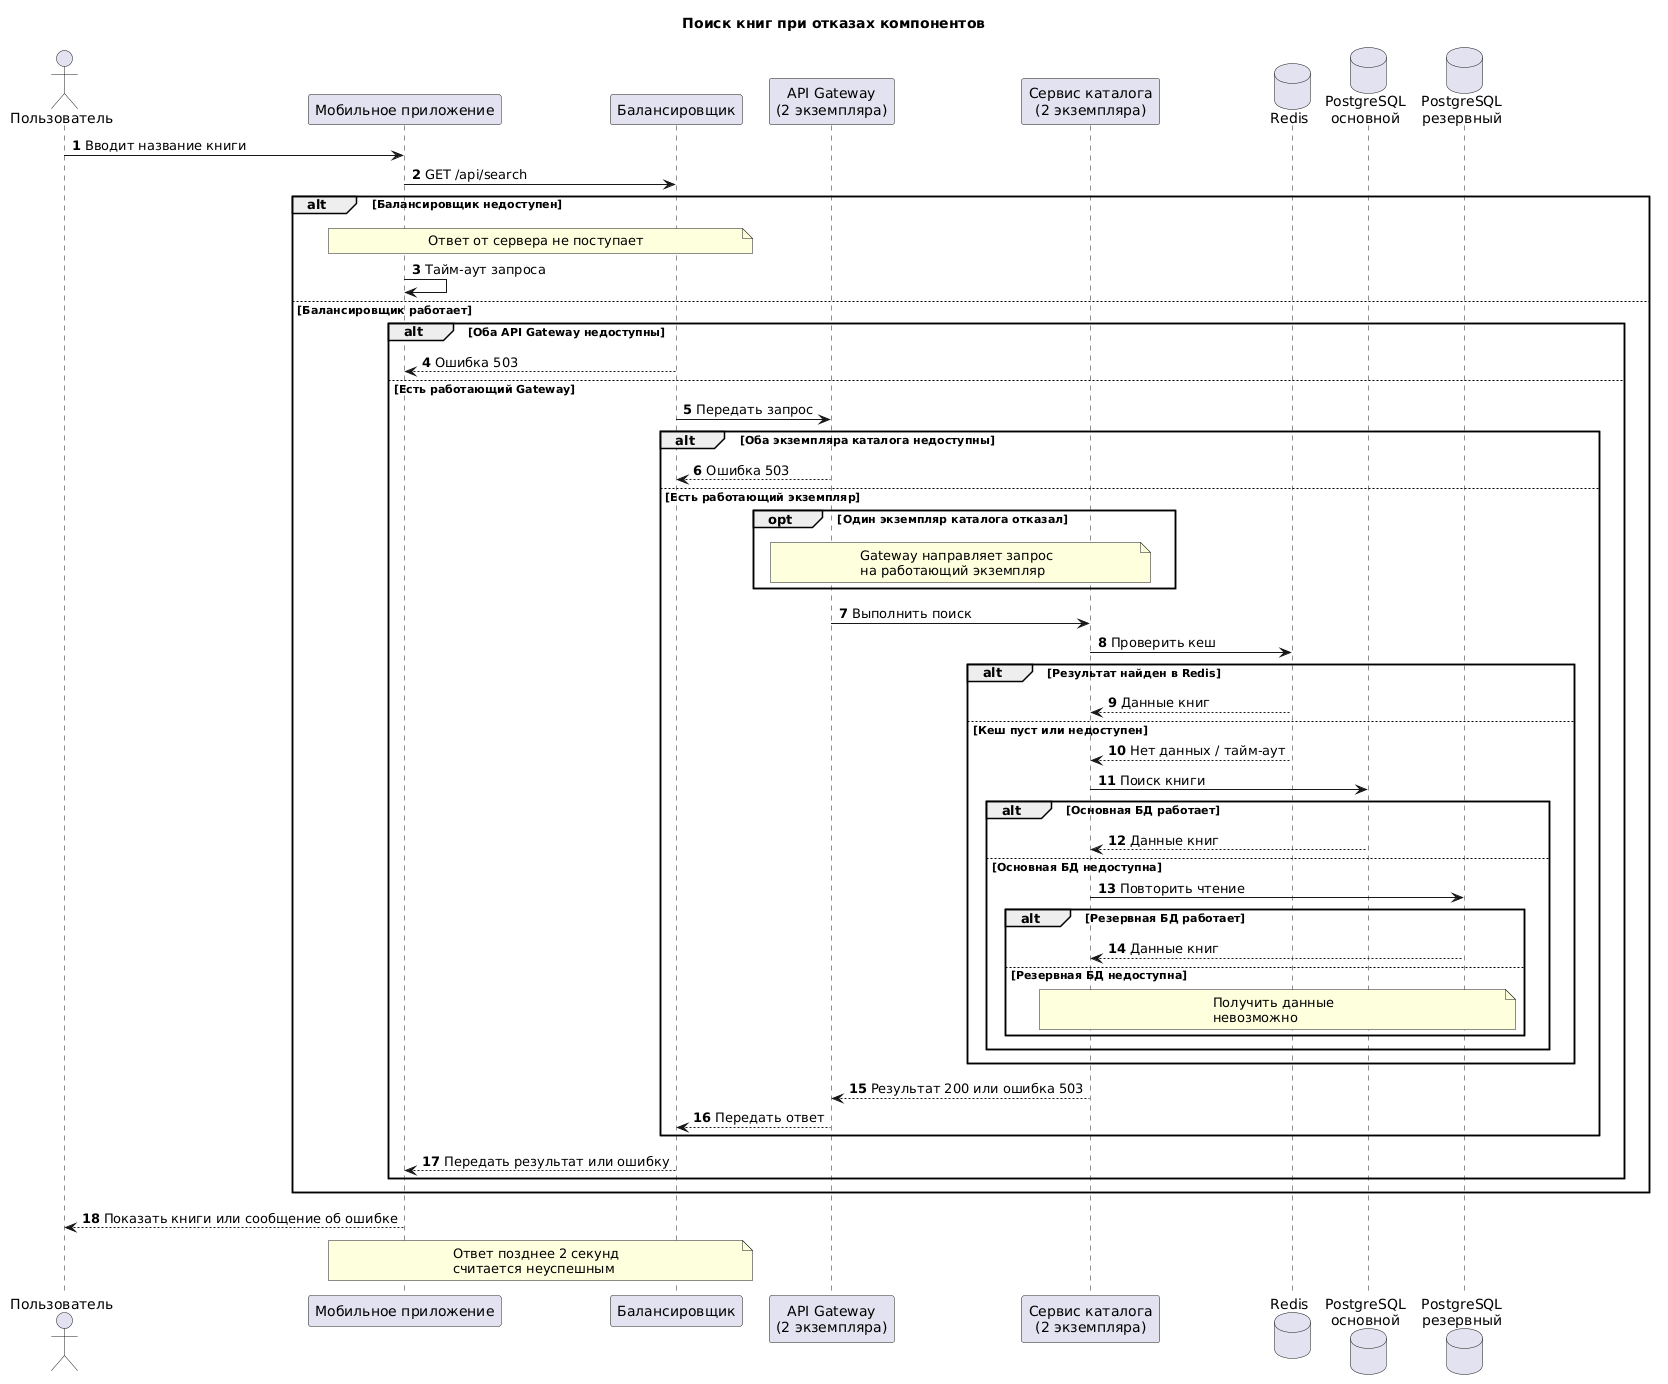 Поиск книг при отказах компонентов
Пользователь
Мобильное приложение
Балансировщик
API Gateway
(2 экземпляра)
Сервис каталога
(2 экземпляра)
Redis
PostgreSQL
основной
PostgreSQL
резервный
1 Вводит название книги
2 GET /api/search
alt [Балансировщик недоступен]
Ответ от сервера не поступает
3 Тайм-аут запроса
[Балансировщик работает]
alt [Оба API Gateway недоступны]
4 Ошибка 503
[Есть работающий Gateway]
5 Передать запрос
alt [Оба экземпляра каталога недоступны]
6 Ошибка 503
[Есть работающий экземпляр]
opt [Один экземпляр каталога отказал]
Gateway направляет запрос
на работающий экземпляр
7 Выполнить поиск
8 Проверить кеш
alt [Результат найден в Redis]
9 Данные книг
[Кеш пуст или недоступен]
10 Нет данных / тайм-аут
11 Поиск книги
alt [Основная БД работает]
12 Данные книг
[Основная БД недоступна]
13 Повторить чтение
alt [Резервная БД работает]
14 Данные книг
[Резервная БД недоступна]
Получить данные
невозможно
15 Результат 200 или ошибка 503
16 Передать ответ
17 Передать результат или ошибку
18 Показать книги или сообщение об ошибке
Ответ позднее 2 секунд
считается неуспешным
Пользователь
Мобильное приложение
Балансировщик
API Gateway
(2 экземпляра)
Сервис каталога
(2 экземпляра)
Redis
PostgreSQL
основной
PostgreSQL
резервный